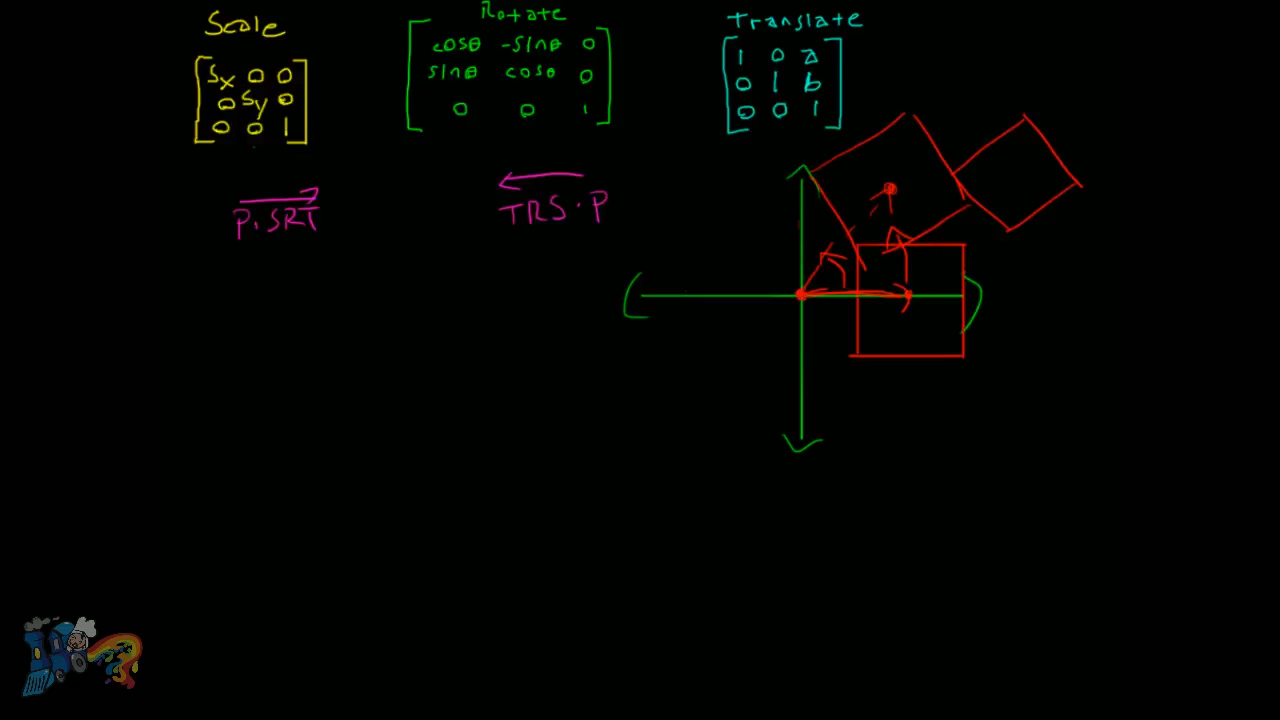 Scale
Sx 0 0
0 Sy 0
0 0 1
Rotate
cosθ -sinθ 0
sinθ cosθ 0
0 0 1
Translate
1 0 a
0 1 b
0 0 1
P.SRT
TRS·P